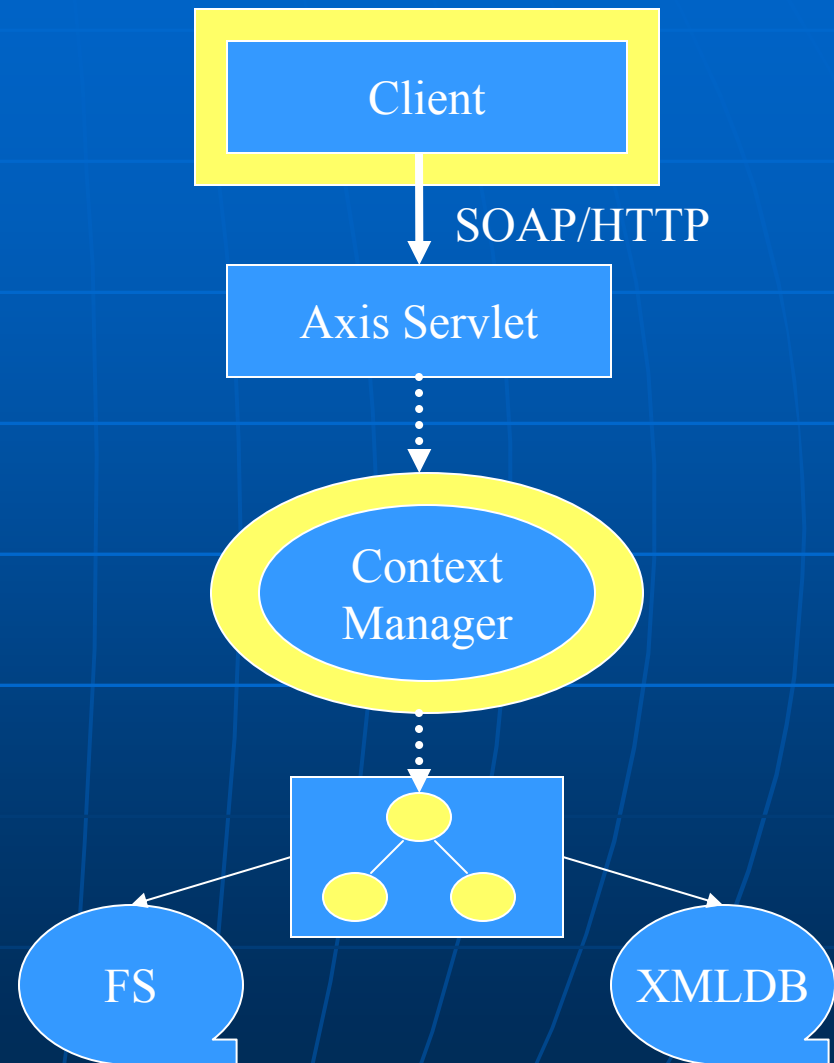 Client
SOAP/HTTP
Axis Servlet
Context
Manager
FS
XMLDB